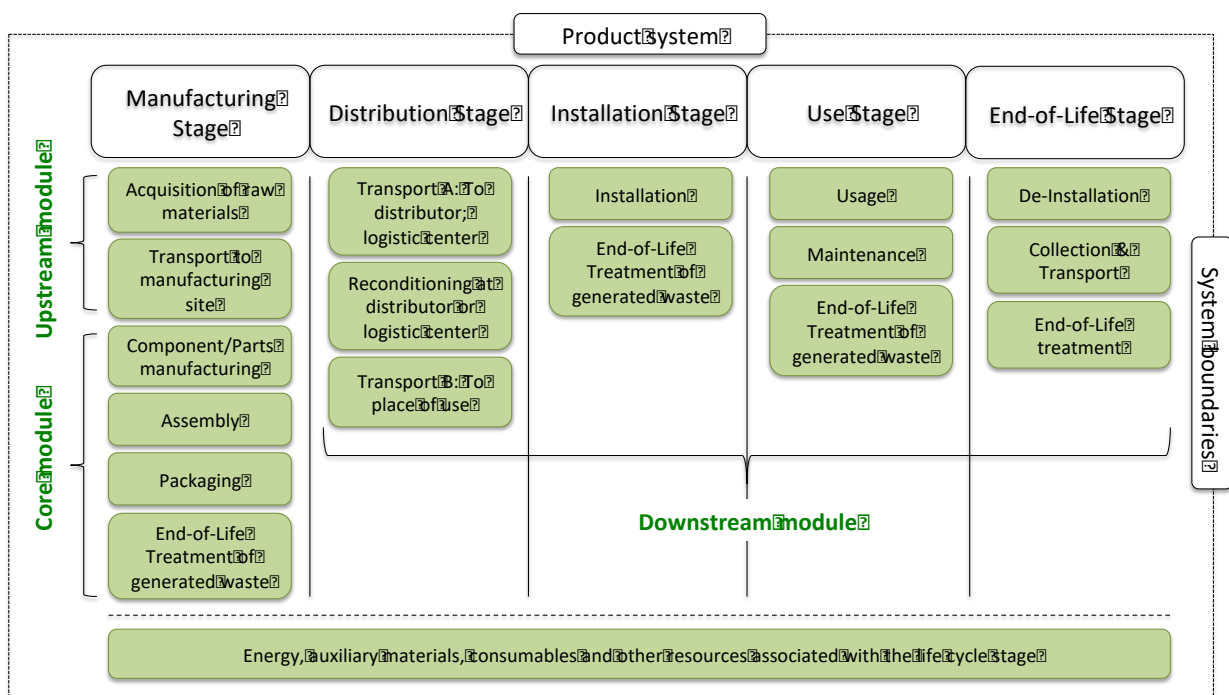 Product system
Manufacturing
Stage
Distribution Stage
Installation Stage
Use Stage
End-of-Life Stage
Upstream module
Acquisition of raw
materials
Transport to
manufacturing
site
Core module
Component/Parts
manufacturing
Assembly
Packaging
End-of-Life
Treatment of
generated waste
Transport A: To
distributor;
logistic center
Reconditioning at
distributor or
logistic center
Transport B: To
place of use
Installation
End-of-Life
Treatment of
generated waste
Usage
Maintenance
End-of-Life
Treatment of
generated waste
De-Installation
Collection &
Transport
End-of-Life
treatment
System boundaries
Downstream module
Energy, auxiliary materials, consumables and other resources associated with the life cycle stage